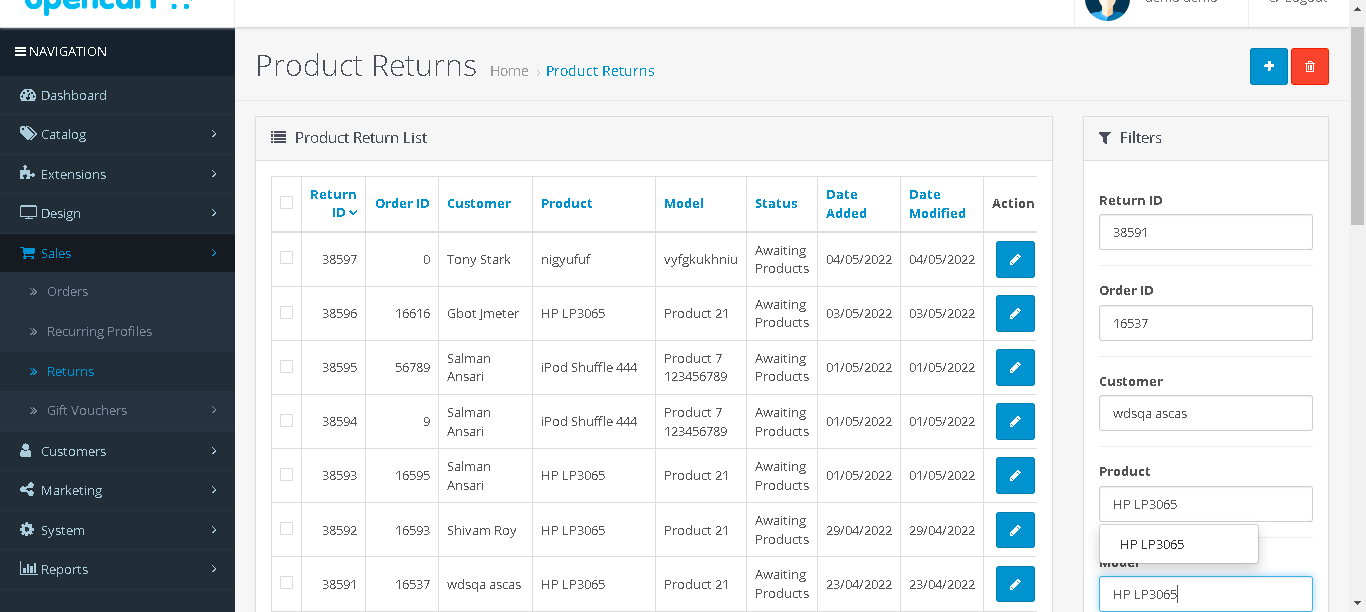 opencart
demo demo
Logout
NAVIGATION
Dashboard
Catalog
Extensions
Design
Sales
» Orders
» Recurring Profiles
» Returns
» Gift Vouchers
Customers
Marketing
System
Reports
Product Returns Home › Product Returns
Product Return List
Return ID Order ID Customer Product Model Status Date Added Date Modified Action
38597 0 Tony Stark nigyufuf vyfgkukhniu Awaiting Products 04/05/2022 04/05/2022
38596 16616 Gbot Jmeter HP LP3065 Product 21 Awaiting Products 03/05/2022 03/05/2022
38595 56789 Salman Ansari iPod Shuffle 444 Product 7 123456789 Awaiting Products 01/05/2022 01/05/2022
38594 9 Salman Ansari iPod Shuffle 444 Product 7 123456789 Awaiting Products 01/05/2022 01/05/2022
38593 16595 Salman Ansari HP LP3065 Product 21 Awaiting Products 01/05/2022 01/05/2022
38592 16593 Shivam Roy HP LP3065 Product 21 Awaiting Products 29/04/2022 29/04/2022
38591 16537 wdsqa ascas HP LP3065 Product 21 Awaiting Products 23/04/2022 23/04/2022
Filters
Return ID
38591
Order ID
16537
Customer
wdsqa ascas
Product
HP LP3065
HP LP3065
Model
HP LP3065